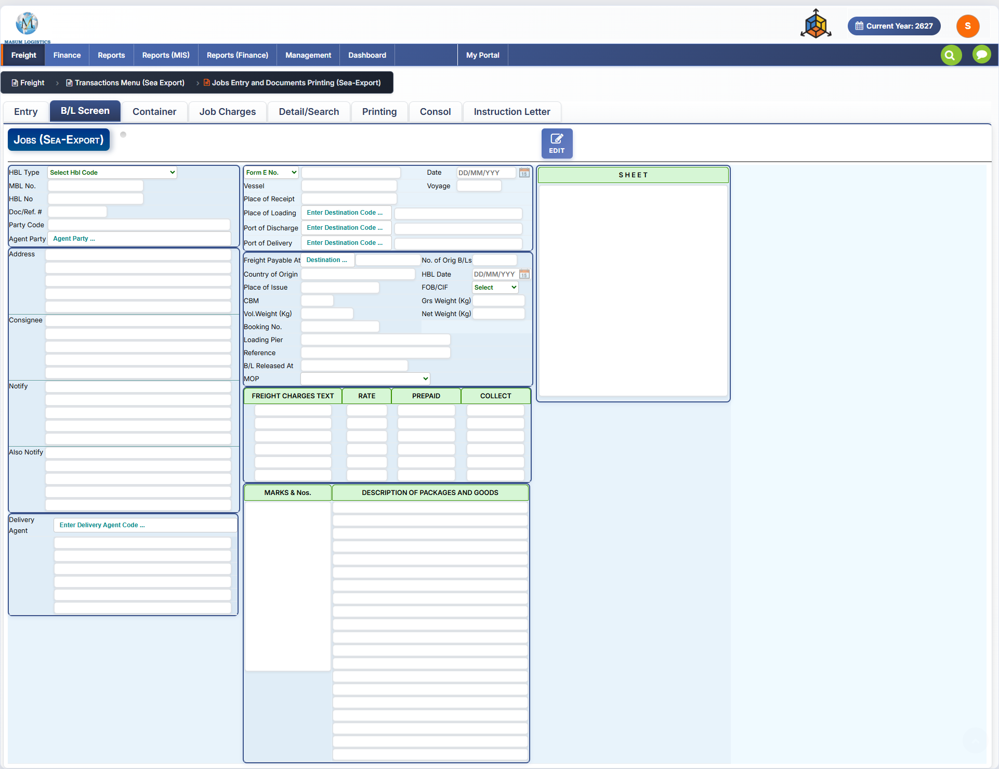 M
MASUM LOGISTICS
Current Year: 2627
S
Freight Finance Reports Reports (MIS) Reports (Finance) Management Dashboard My Portal
Freight › Transactions Menu (Sea Export) › Jobs Entry and Documents Printing (Sea-Export)
Entry B/L Screen Container Job Charges Detail/Search Printing Consol Instruction Letter
Jobs (Sea-Export)
EDIT
HBL Type Select Hbl Code
MBL No.
HBL No
Doc/Ref. #
Party Code
Agent Party Agent Party ...
Address
Consignee
Notify
Also Notify
Delivery
Agent
Enter Delivery Agent Code ...
Form E No. Date DD/MM/YYY 15
Vessel Voyage
Place of Receipt
Place of Loading Enter Destination Code ...
Port of Discharge Enter Destination Code ...
Port of Delivery Enter Destination Code ...
Freight Payable At Destination ... No. of Orig B/Ls
Country of Origin HBL Date DD/MM/YYY 15
Place of Issue FOB/CIF Select
CBM Grs Weight (Kg)
Vol.Weight (Kg) Net Weight (Kg)
Booking No.
Loading Pier
Reference
B/L Released At
MOP
FREIGHT CHARGES TEXT RATE PREPAID COLLECT
MARKS & Nos. DESCRIPTION OF PACKAGES AND GOODS
SHEET